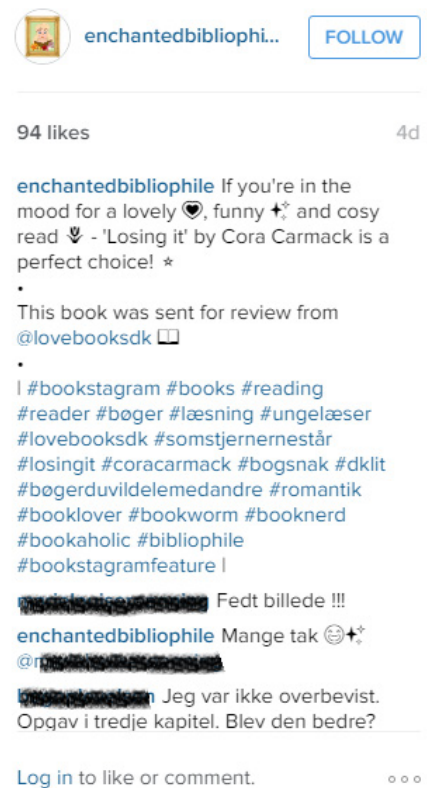 enchantedbibliophi...
FOLLOW
94 likes
4d
enchantedbibliophile If you're in the
mood for a lovely 🖤, funny ✨ and cosy
read 🌷 - 'Losing it' by Cora Carmack is a
perfect choice! ⭐
•
This book was sent for review from
@lovebooksdk 📖
•
| #bookstagram #books #reading
#reader #bøger #læsning #ungelæser
#lovebooksdk #somstjernernestår
#losingit #coracarmack #bogsnak #dklit
#bøgerduvildelemedandre #romantik
#booklover #bookworm #booknerd
#bookaholic #bibliophile
#bookstagramfeature |
Fedt billede !!!
enchantedbibliophile Mange tak 😊✨
Jeg var ikke overbevist.
Opgav i tredje kapitel. Blev den bedre?
Log in to like or comment.